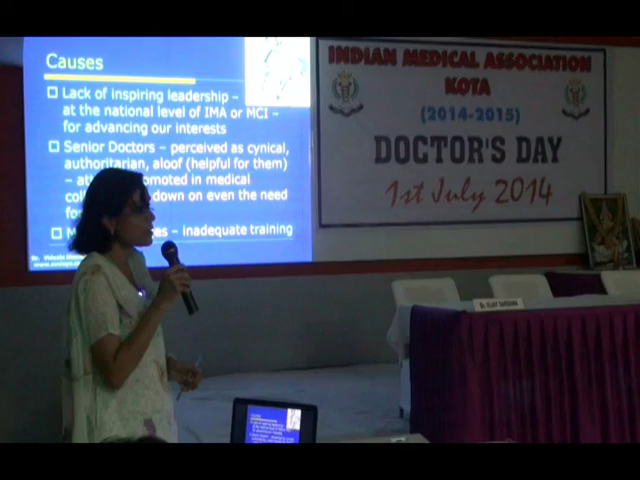 Causes
Lack of inspiring leadership –
at the national level of IMA or MCI –
for advancing our interests
Senior Doctors – perceived as cynical,
authoritarian, aloof (helpful for them)
– omoted in medical
down on even the need
for
– inadequate training
INDIAN MEDICAL ASSOCIATION
KOTA
(2014-2015)
DOCTOR'S DAY
1st July 2014